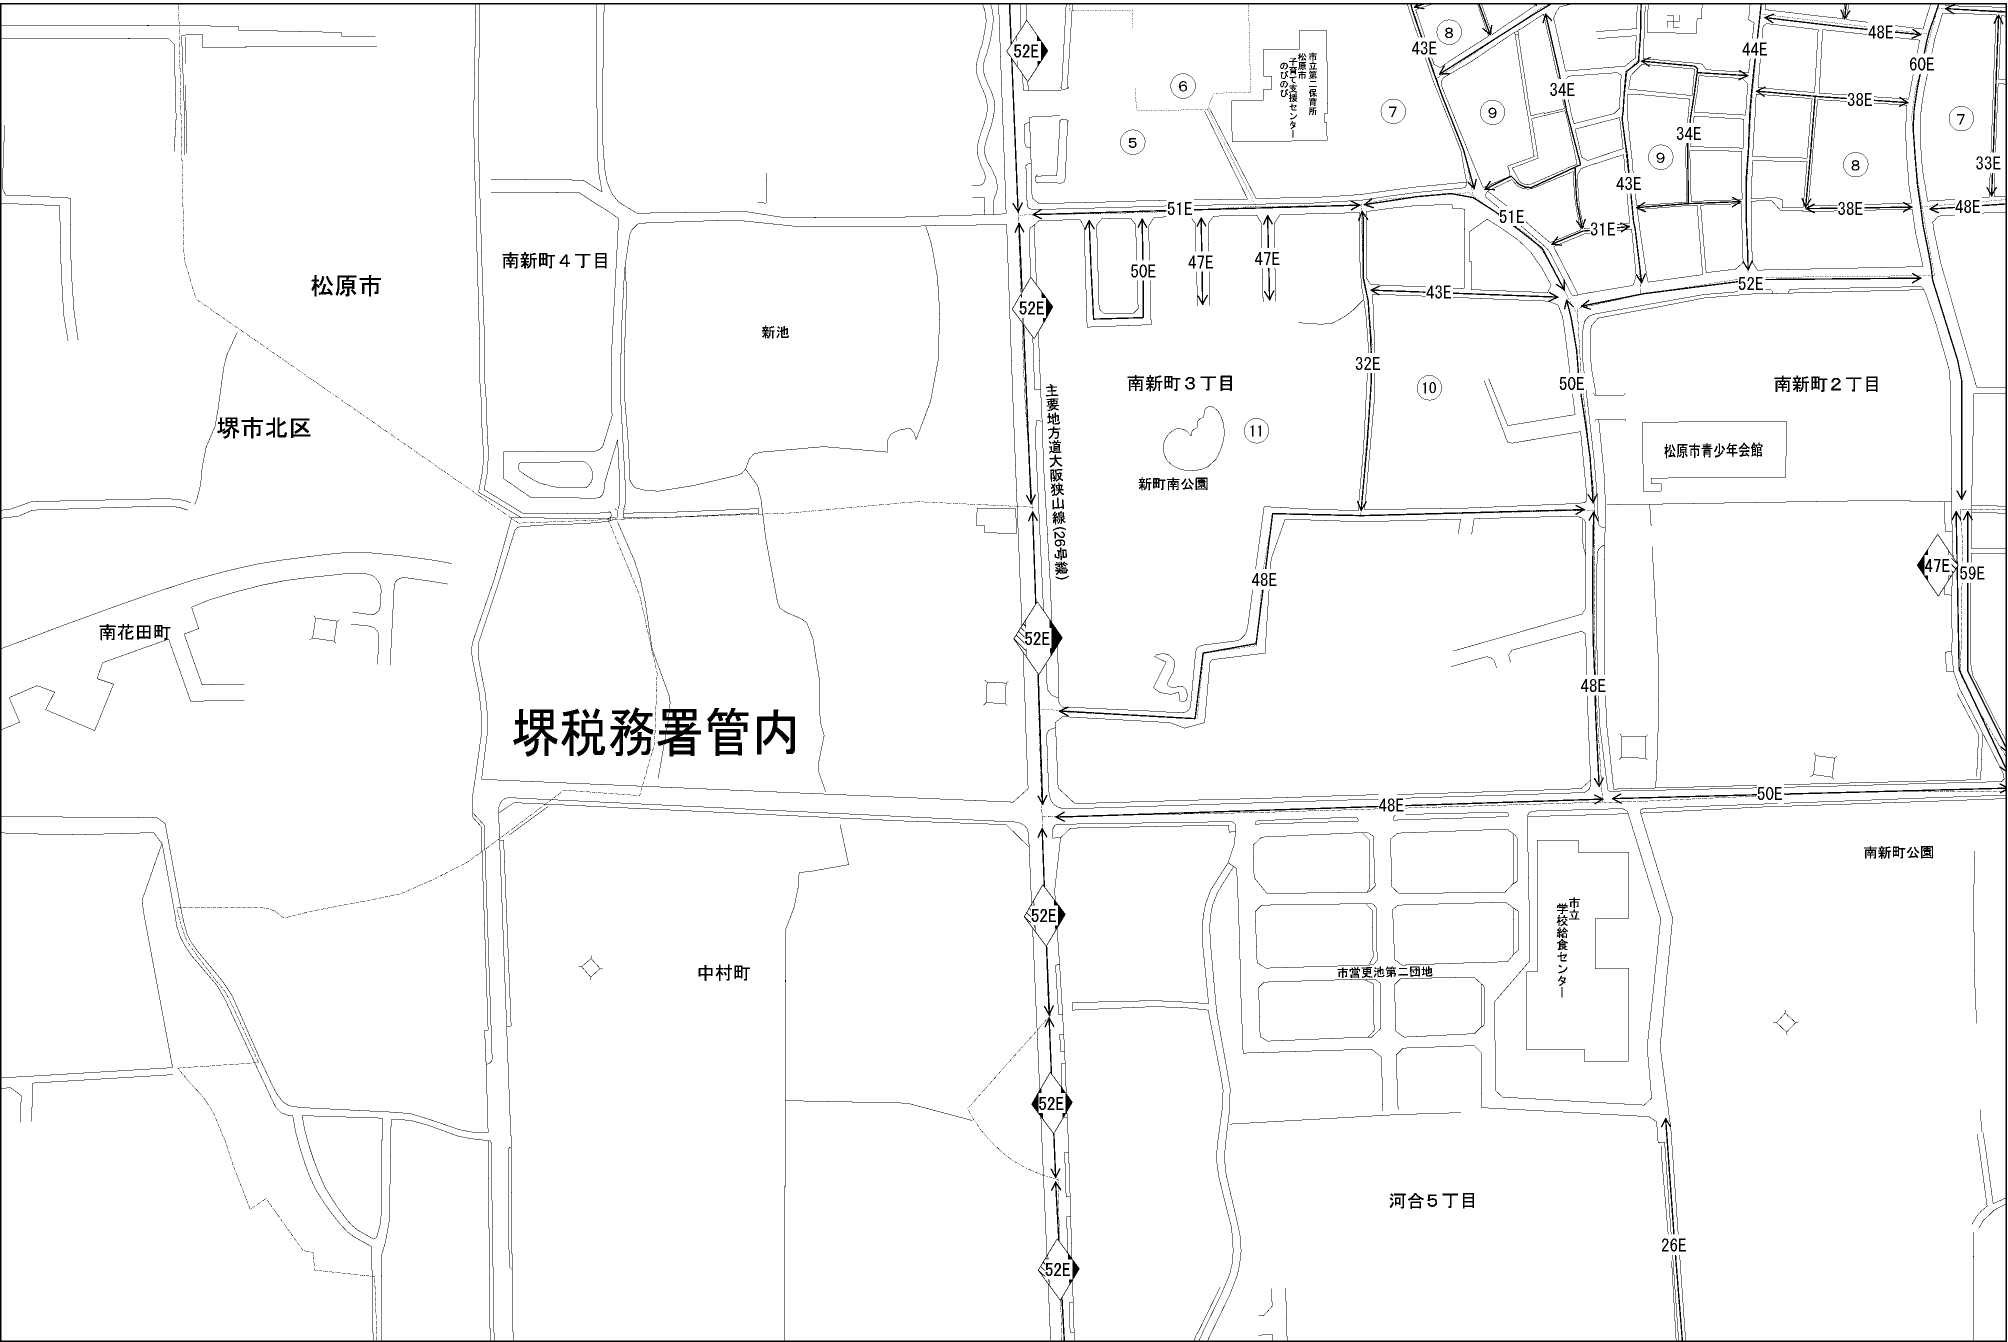 52E
43E
⑧
48E
44E
60E
⑥
市立第二保育所
松原市
子育て支援センター
のびのび
34E
38E
⑦
⑨
⑦
⑤
34E
⑨
⑧
33E
43E
51E
51E
38E
48E
31E
松原市
南新町４丁目
50E
47E
47E
52E
43E
52E
新池
32E
南新町３丁目
⑩
50E
南新町２丁目
主要地方道大阪狭山線(26号線)
堺市北区
⑪
松原市青少年会館
新町南公園
48E
47E
59E
南花田町
52E
48E
堺税務署管内
48E
50E
南新町公園
52E
市立
学校給食センター
中村町
市営更池第二団地
52E
河合５丁目
26E
52E